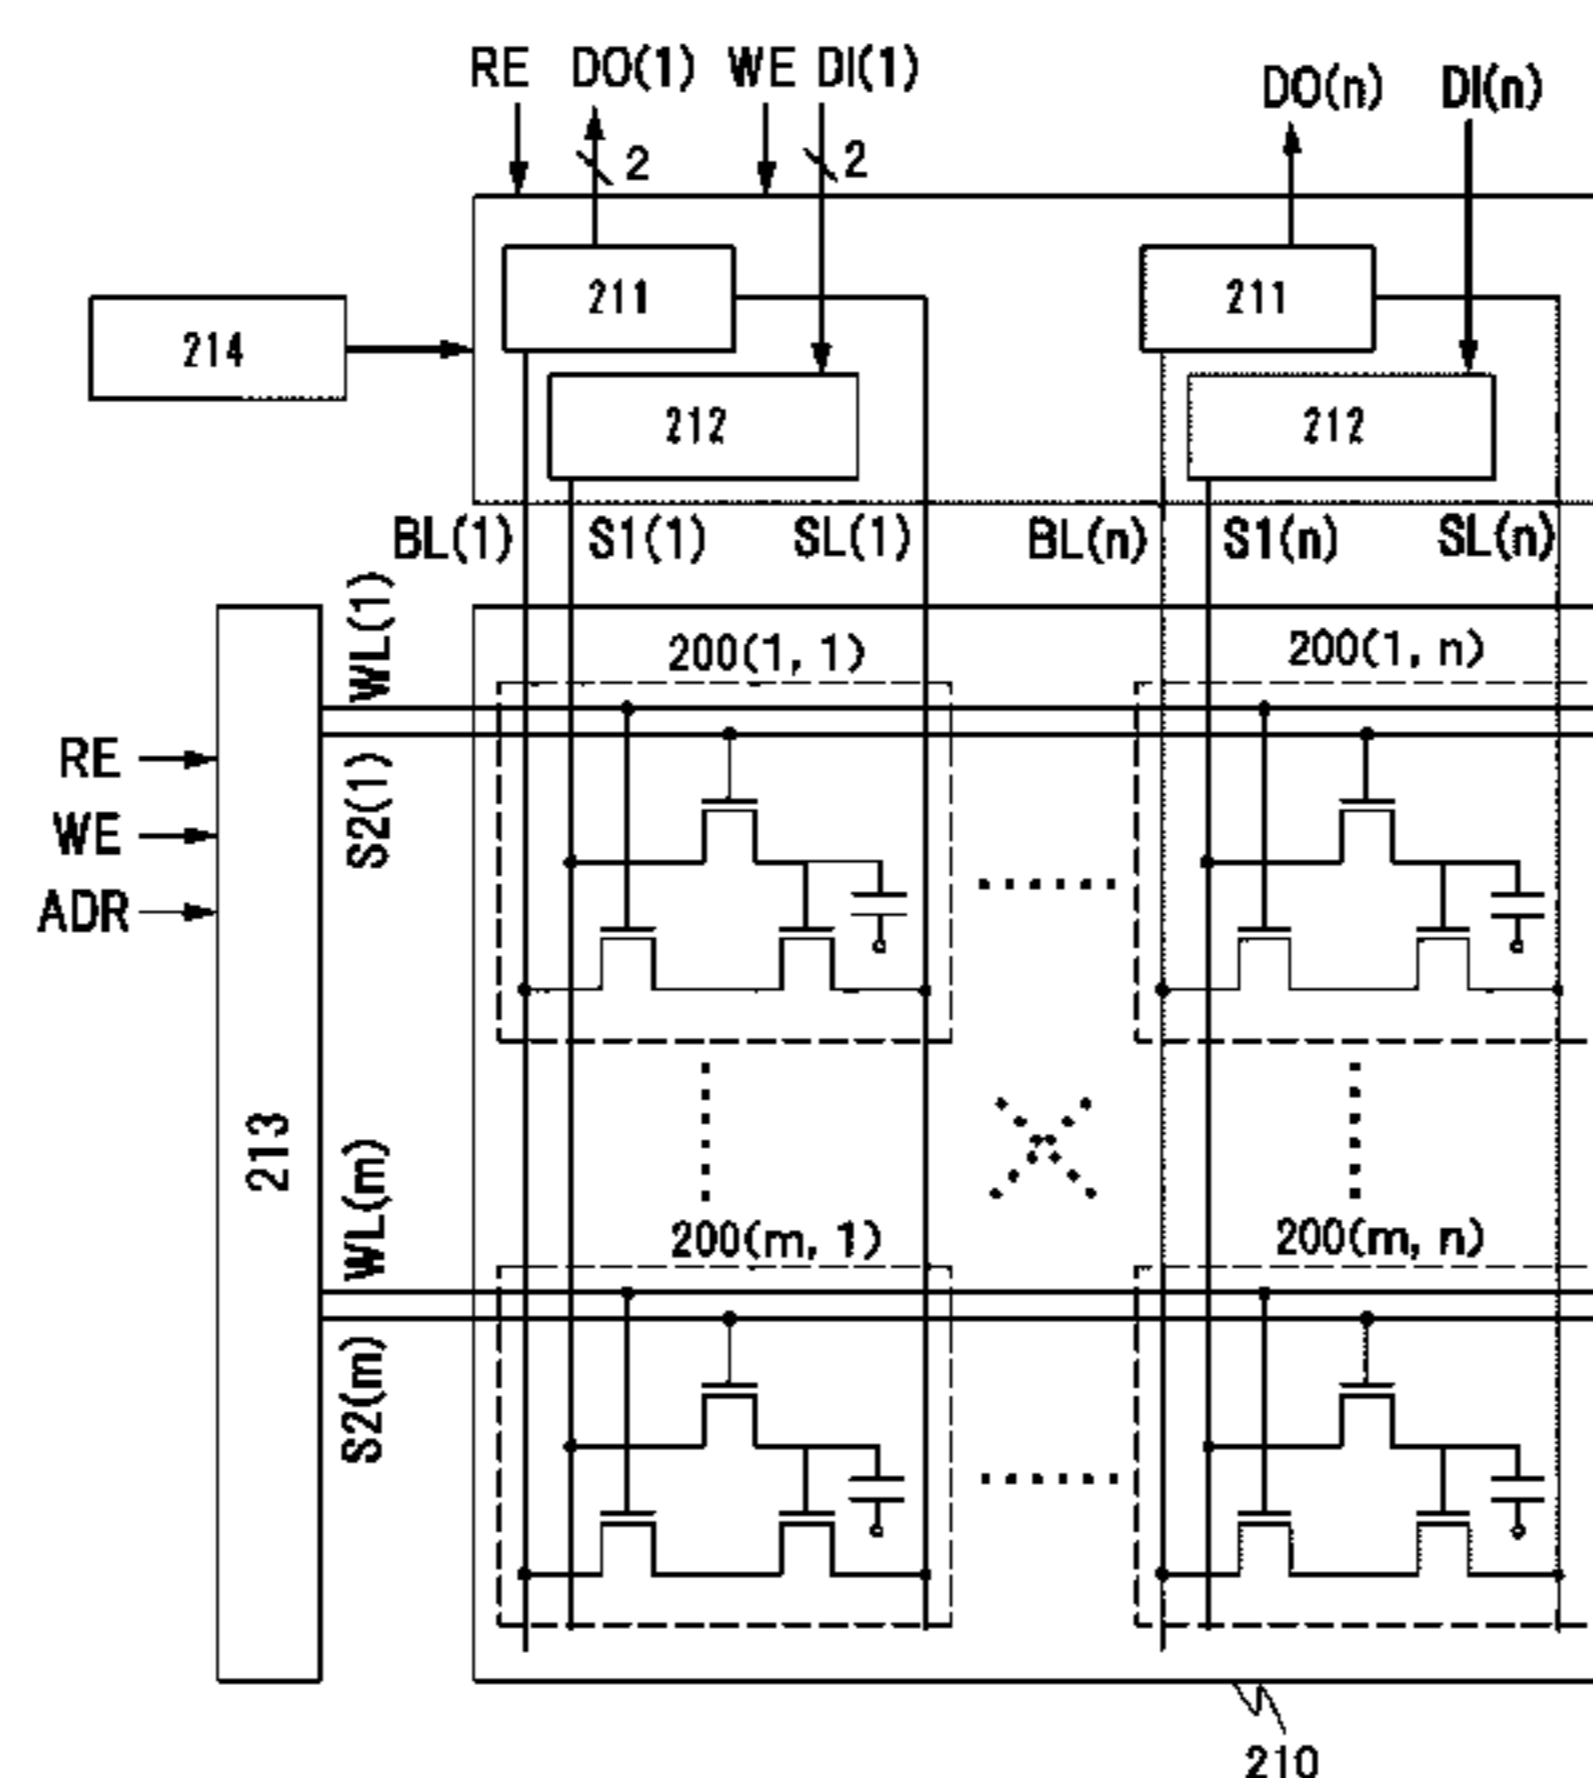 RE DO(1) WE DI(1) DO(n) DI(n)
2 2
211 211
214
212 212
BL(1) S1(1) SL(1) BL(n) S1(n) SL(n)
WL(1)
200(1, 1) 200(1, n)
RE
S2(1)
WE
ADR
213
WL(m)
200(m, 1) 200(m, n)
S2(m)
210